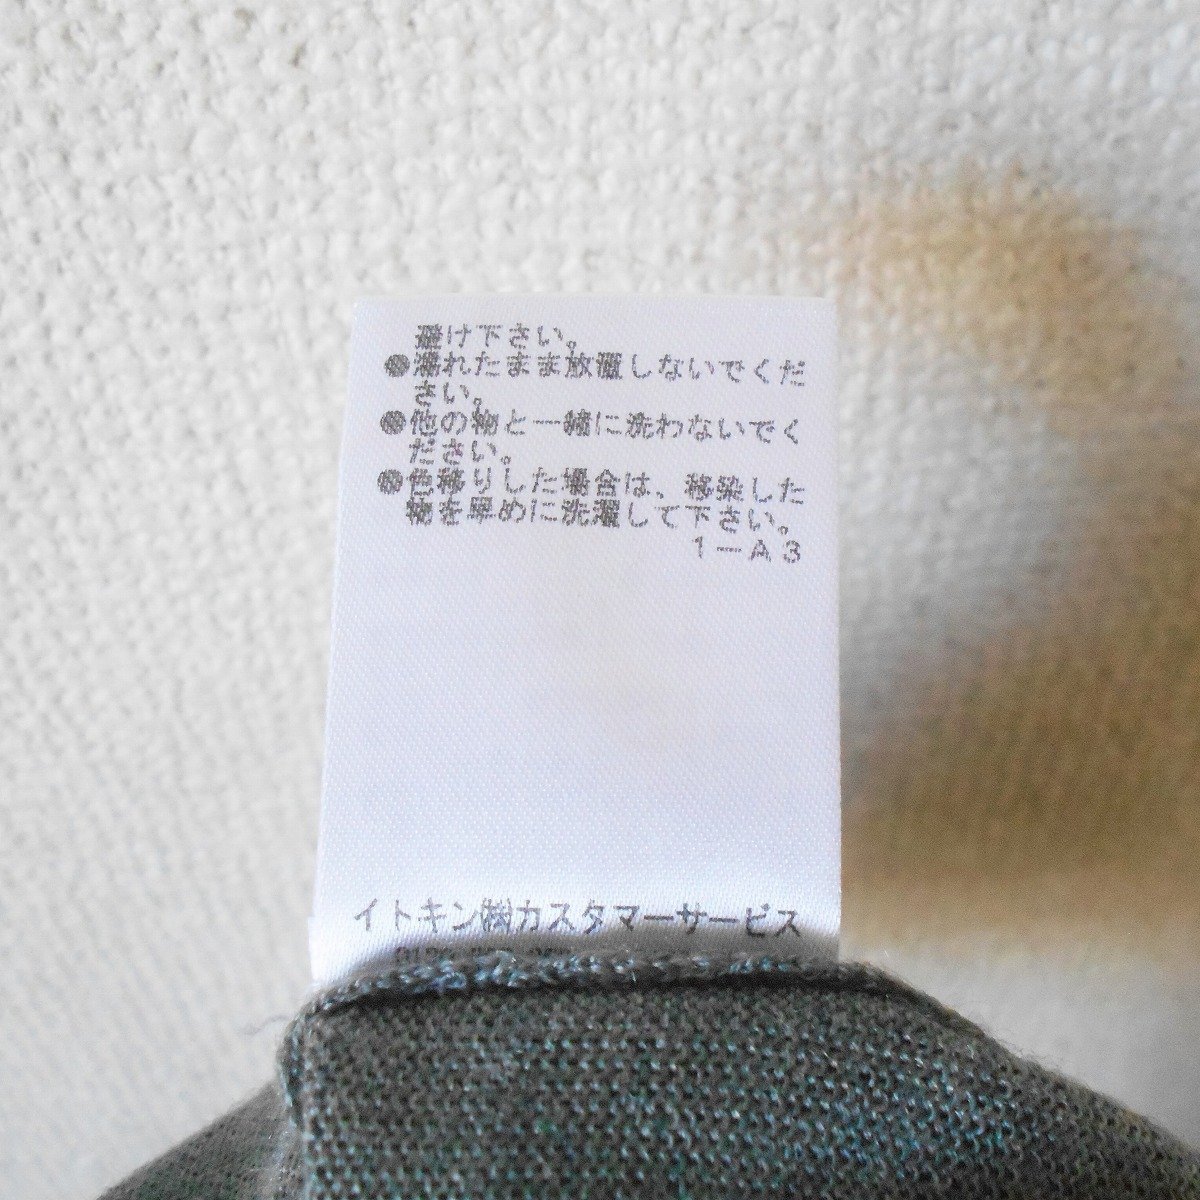 避け下さい。
●濡れたまま放置しないでくだ
さい。
●他の物と一緒に洗わないでく
ださい。
●色移りした場合は、移染した
物を早めに洗濯して下さい。
1－A3
イトキン㈱カスタマーサービス